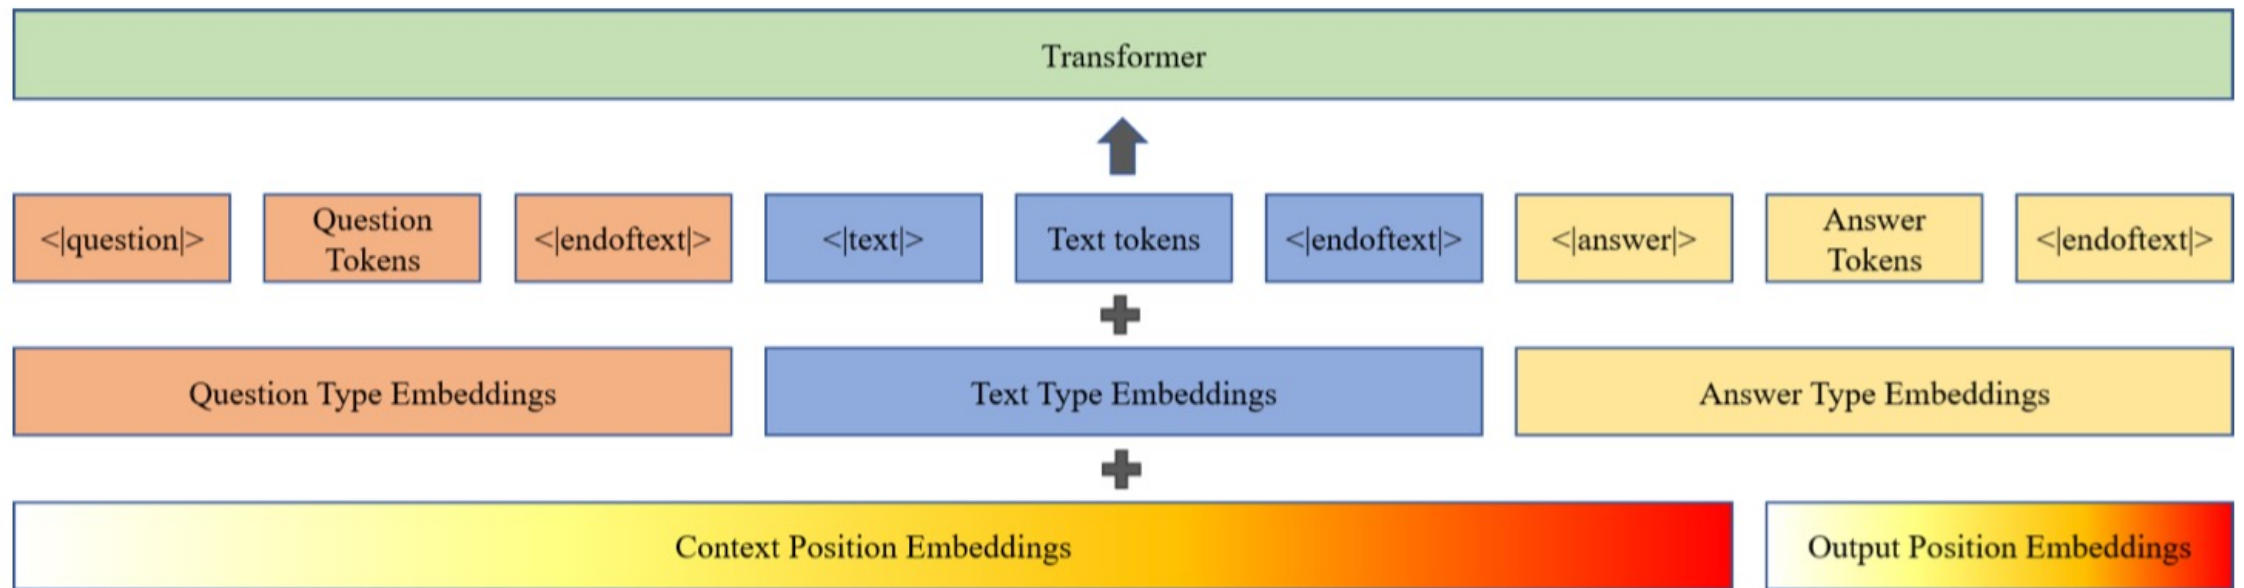 Transformer
<|question|>
Question
Tokens
<|endoftext|>
<|text|>
Text tokens
<|endoftext|>
<|answer|>
Answer
Tokens
<|endoftext|>
Question Type Embeddings
Text Type Embeddings
Answer Type Embeddings
Context Position Embeddings
Output Position Embeddings